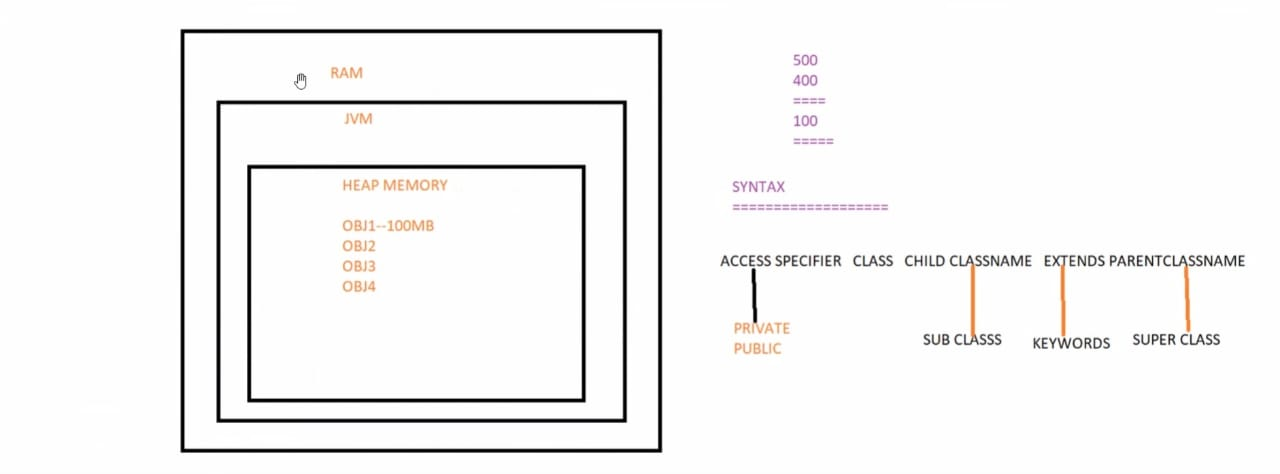 RAM
JVM
HEAP MEMORY
OBJ1--100MB
OBJ2
OBJ3
OBJ4
500
400
====
100
=====
SYNTAX
===================
ACCESS SPECIFIER CLASS CHILD CLASSNAME EXTENDS PARENTCLASSNAME
PRIVATE
PUBLIC
SUB CLASSS
KEYWORDS
SUPER CLASS